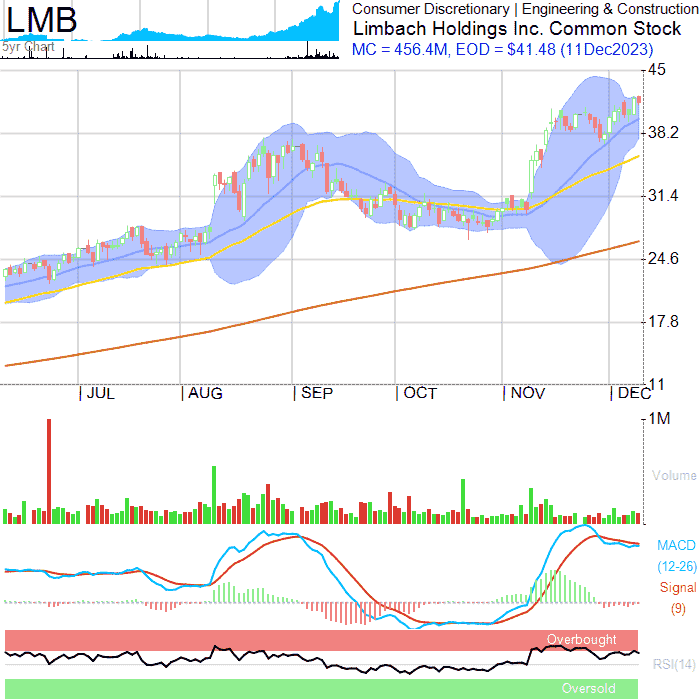 LMB
5yr Chart
Consumer Discretionary | Engineering & Construction
Limbach Holdings Inc. Common Stock
MC = 456.4M, EOD = $41.48 (11Dec2023)
45
38.2
31.4
24.6
17.8
11
JUL AUG SEP OCT NOV DEC
1M
Volume
MACD
(12-26)
Signal
(9)
Overbought
RSI(14)
Oversold